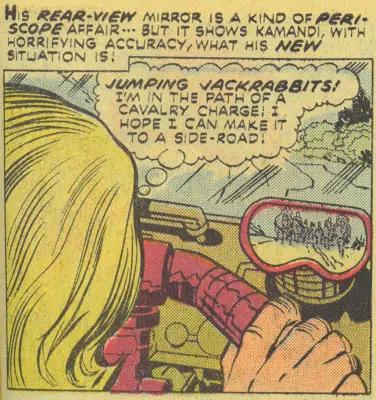 HIS REAR-VIEW MIRROR IS A KIND OF PERI-
SCOPE AFFAIR... BUT IT SHOWS KAMANDI, WITH
HORRIFYING ACCURACY, WHAT HIS NEW
SITUATION IS!
JUMPING JACKRABBITS!
I'M IN THE PATH OF A
CAVALRY CHARGE! I
HOPE I CAN MAKE IT
TO A SIDE-ROAD!